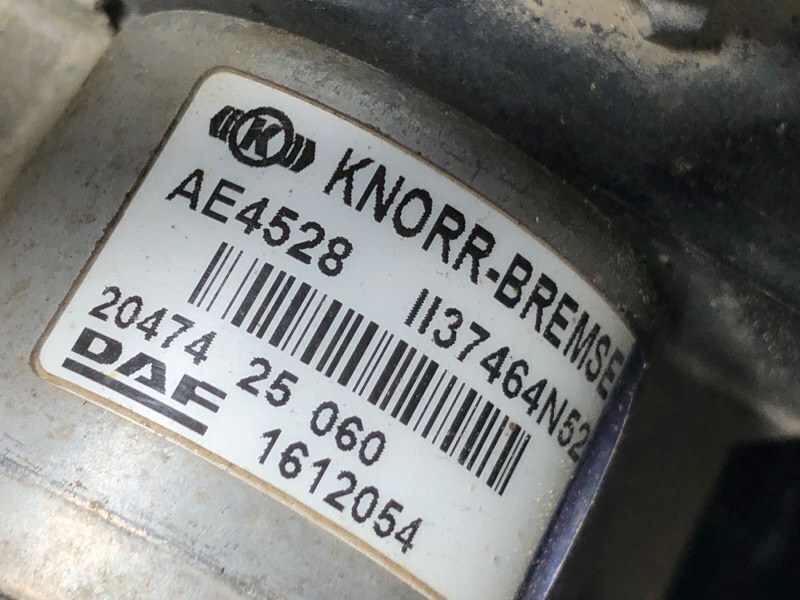 KNORR-BREMSE
AE4528 II37464N52
20474 25 060
DAF 1612054